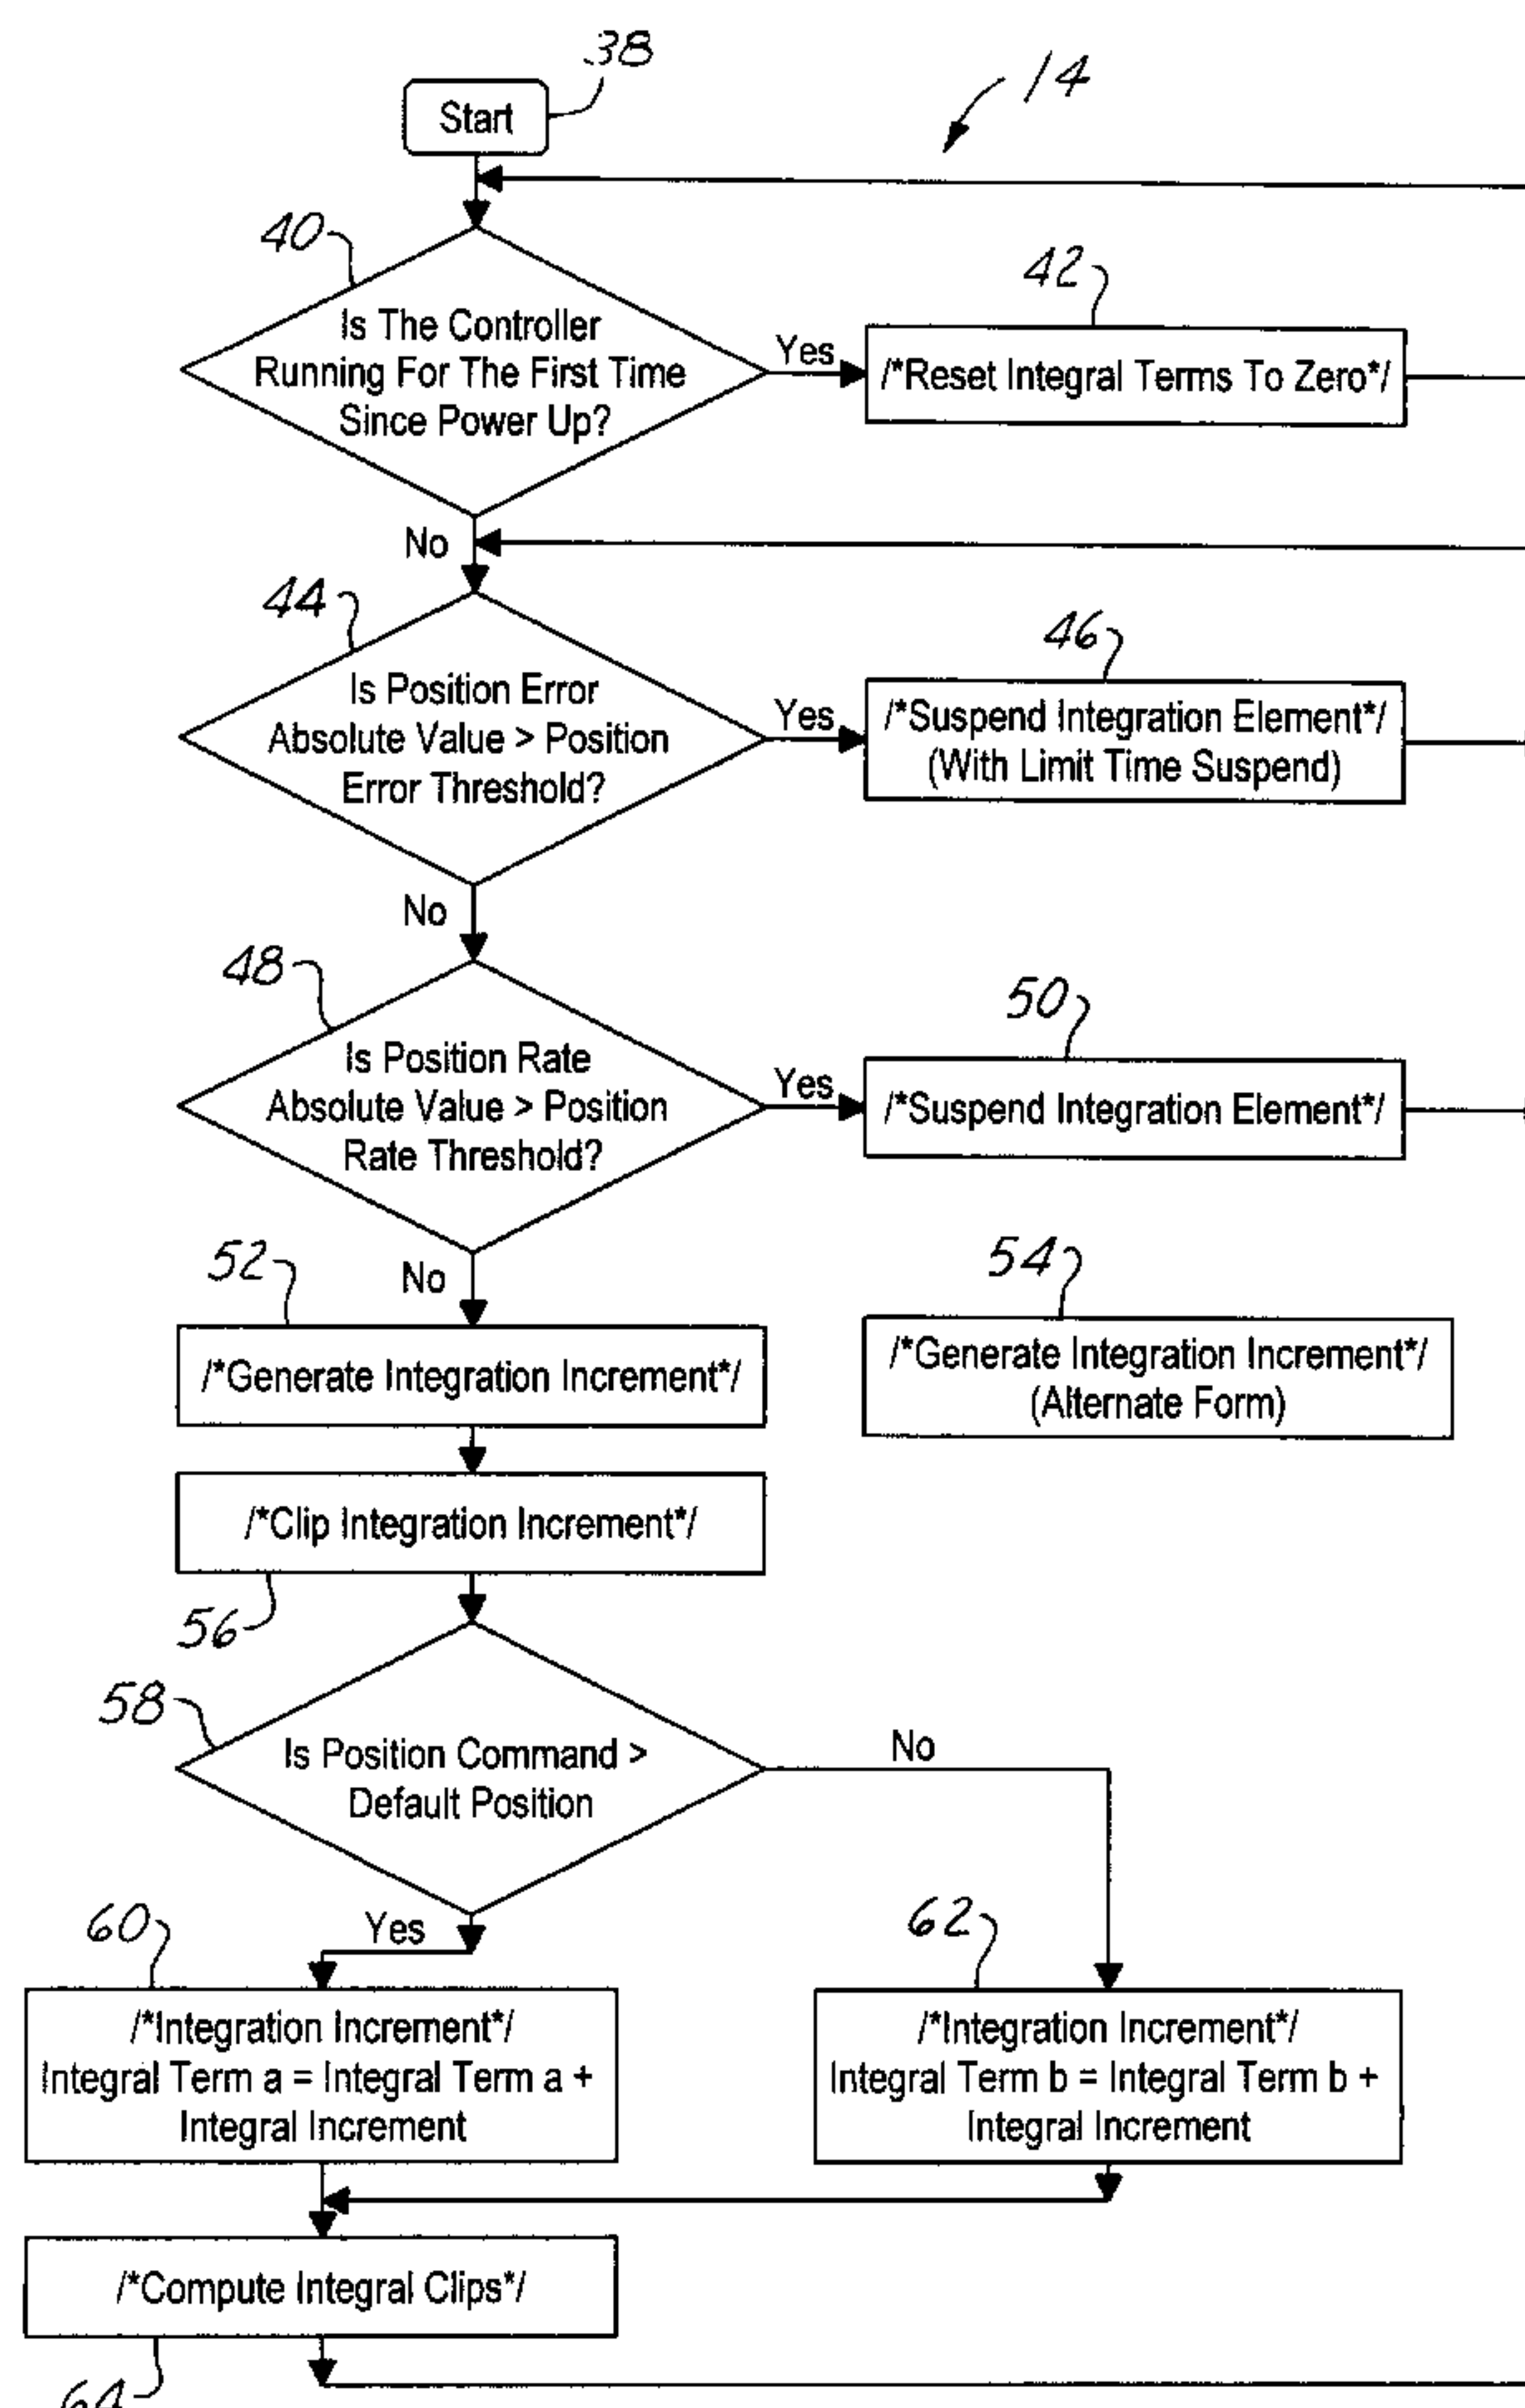 38
Start
14
40
Is The Controller
Running For The First Time
Since Power Up?
Yes
42
/*Reset Integral Terms To Zero*/
No
44
Is Position Error
Absolute Value > Position
Error Threshold?
Yes
46
/*Suspend Integration Element*/
(With Limit Time Suspend)
No
48
Is Position Rate
Absolute Value > Position
Rate Threshold?
Yes
50
/*Suspend Integration Element*/
No
52
/*Generate Integration Increment*/
54
/*Generate Integration Increment*/
(Alternate Form)
/*Clip Integration Increment*/
56
58
Is Position Command >
Default Position
No
Yes
60
/*Integration Increment*/
Integral Term a = Integral Term a +
Integral Increment
62
/*Integration Increment*/
Integral Term b = Integral Term b +
Integral Increment
/*Compute Integral Clips*/
64